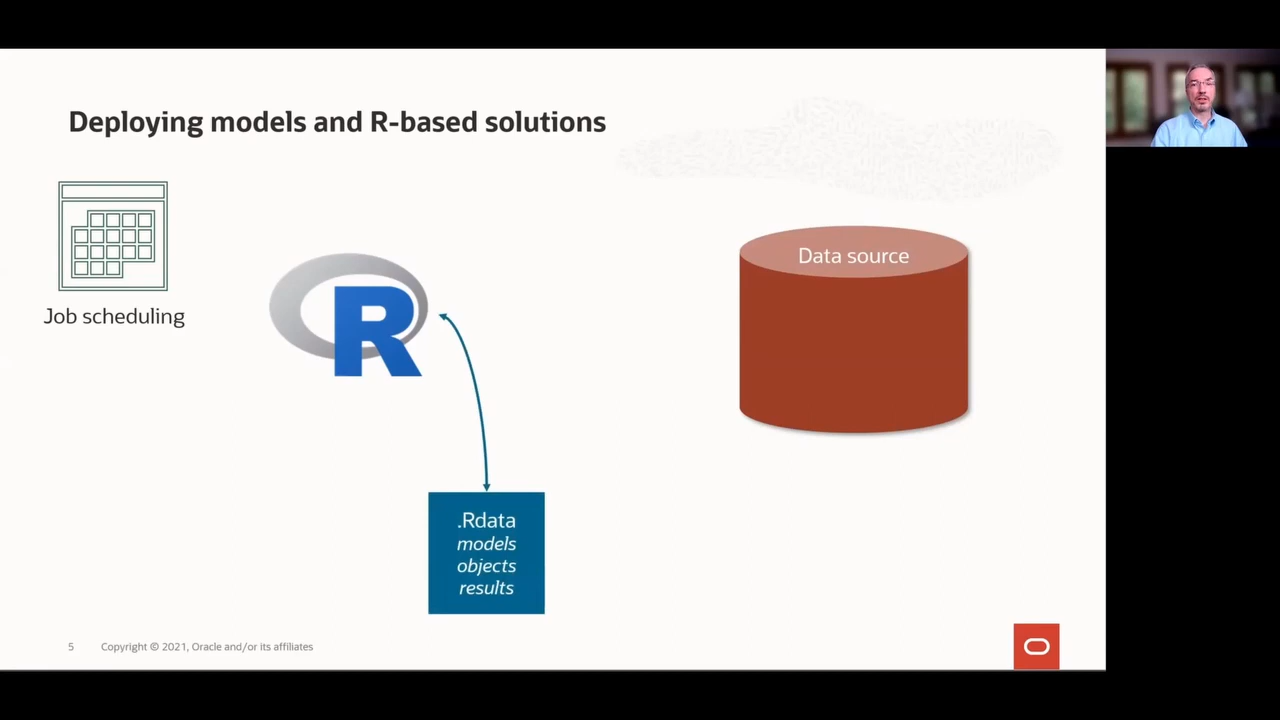 Deploying models and R-based solutions
Job scheduling
R
Data source
.Rdata
models
objects
results
5 Copyright © 2021, Oracle and/or its affiliates